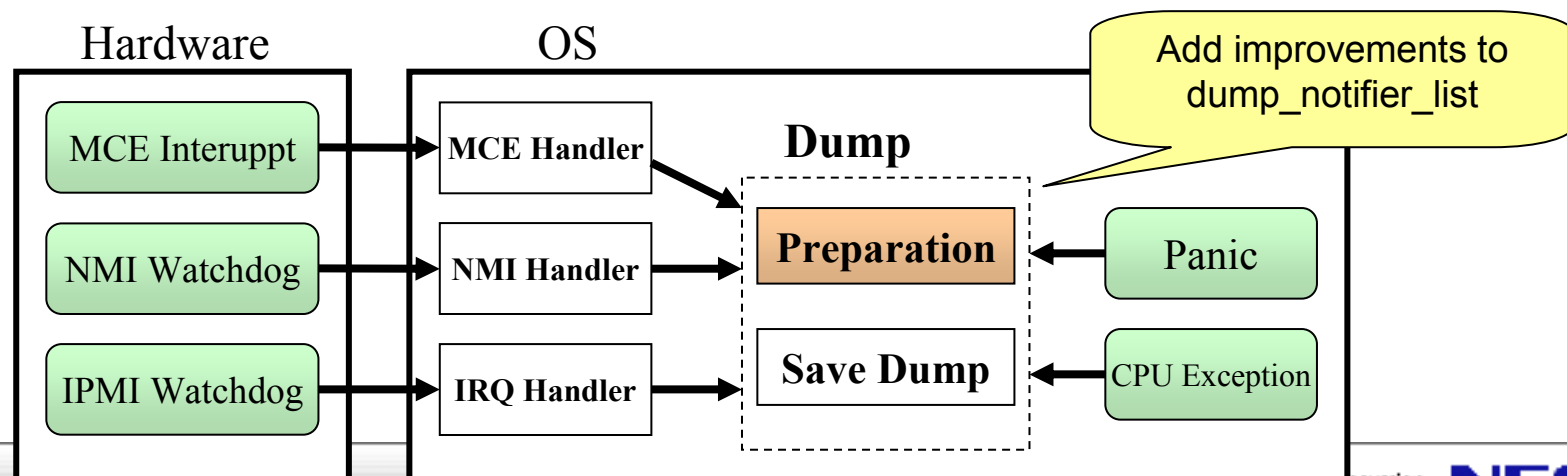 Hardware
OS
Add improvements to
dump_notifier_list
MCE Interuppt
MCE Handler
Dump
NMI Watchdog
NMI Handler
Preparation
Panic
IPMI Watchdog
IRQ Handler
Save Dump
CPU Exception